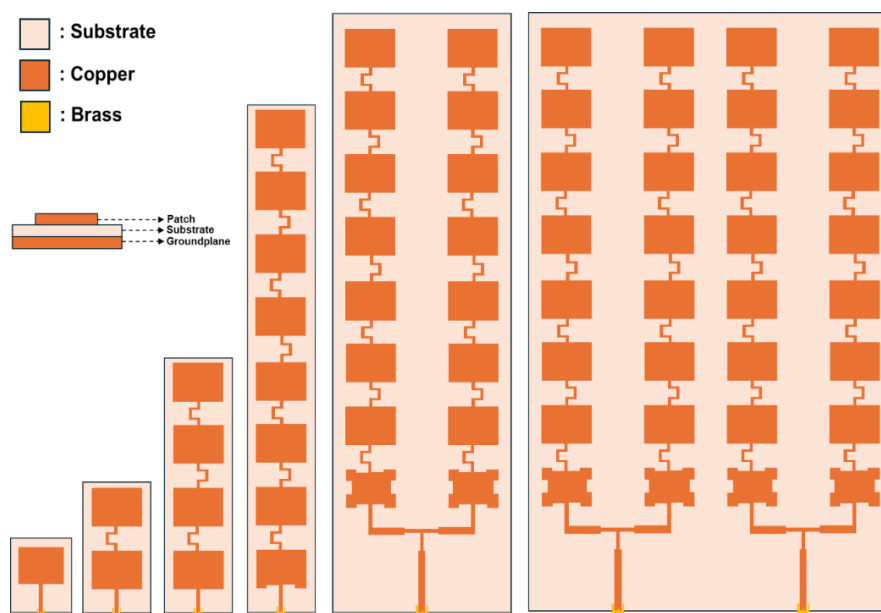 : Substrate
: Copper
: Brass
Patch
Substrate
Groundplane